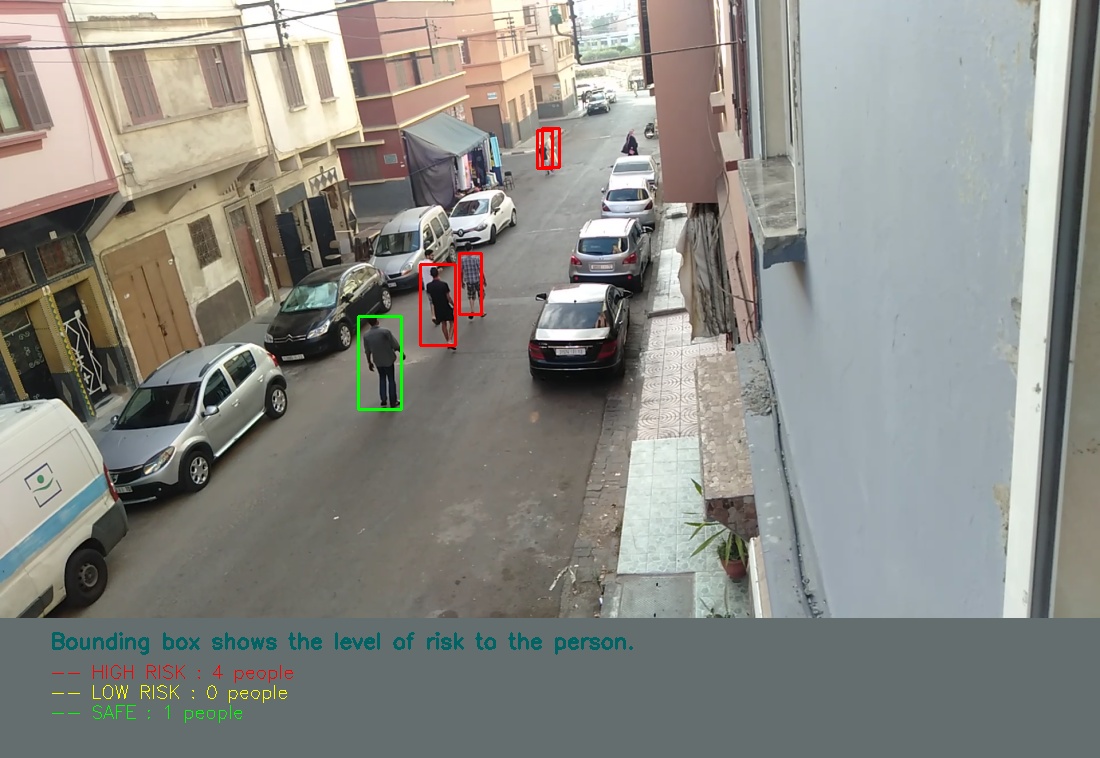 Bounding box shows the level of risk to the person.
—— HIGH RISK : 4 people
—— LOW RISK : 0 people
—— SAFE : 1 people